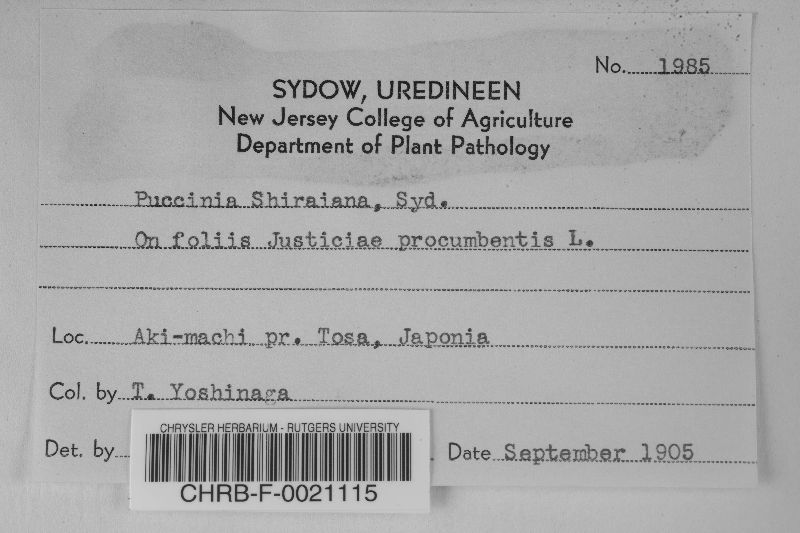 No. 1985
SYDOW, UREDINEEN
New Jersey College of Agriculture
Department of Plant Pathology
Puccinia Shiraiana, Syd.
On foliis Justiciae procumbentis L.
Loc. Aki-machi pr. Tosa, Japonia
Col. by T. Yoshinaga
Det. by Date September 1905
CHRYSLER HERBARIUM - RUTGERS UNIVERSITY
CHRB-F-0021115